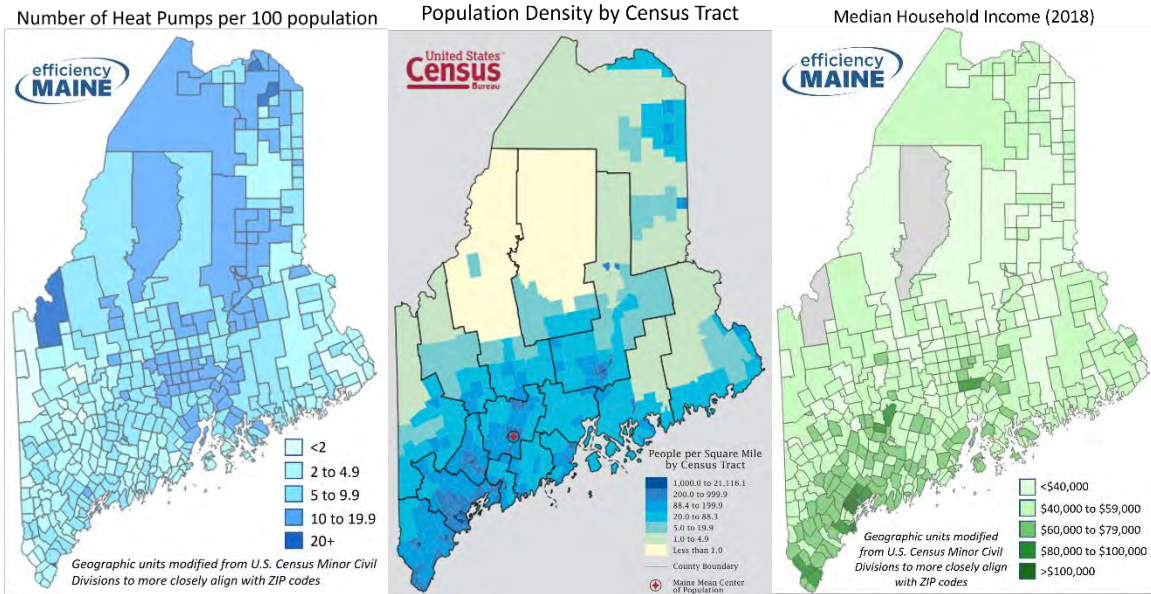 Number of Heat Pumps per 100 population
efficiency
MAINE
<2
2 to 4.9
5 to 9.9
10 to 19.9
20+
Geographic units modified from U.S. Census Minor Civil
Divisions to more closely align with ZIP codes
Population Density by Census Tract
United States™
Census
Bureau
People per Square Mile
by Census Tract
1,000.0 to 21,116.1
200.0 to 999.9
88.4 to 199.9
20.0 to 88.3
5.0 to 19.9
1.0 to 4.9
Less than 1.0
County Boundary
Maine Mean Center
of Population
Median Household Income (2018)
efficiency
MAINE
<$40,000
$40,000 to $59,000
$60,000 to $79,000
$80,000 to $100,000
>$100,000
Geographic units modified
from U.S. Census Minor Civil
Divisions to more closely align
with ZIP codes